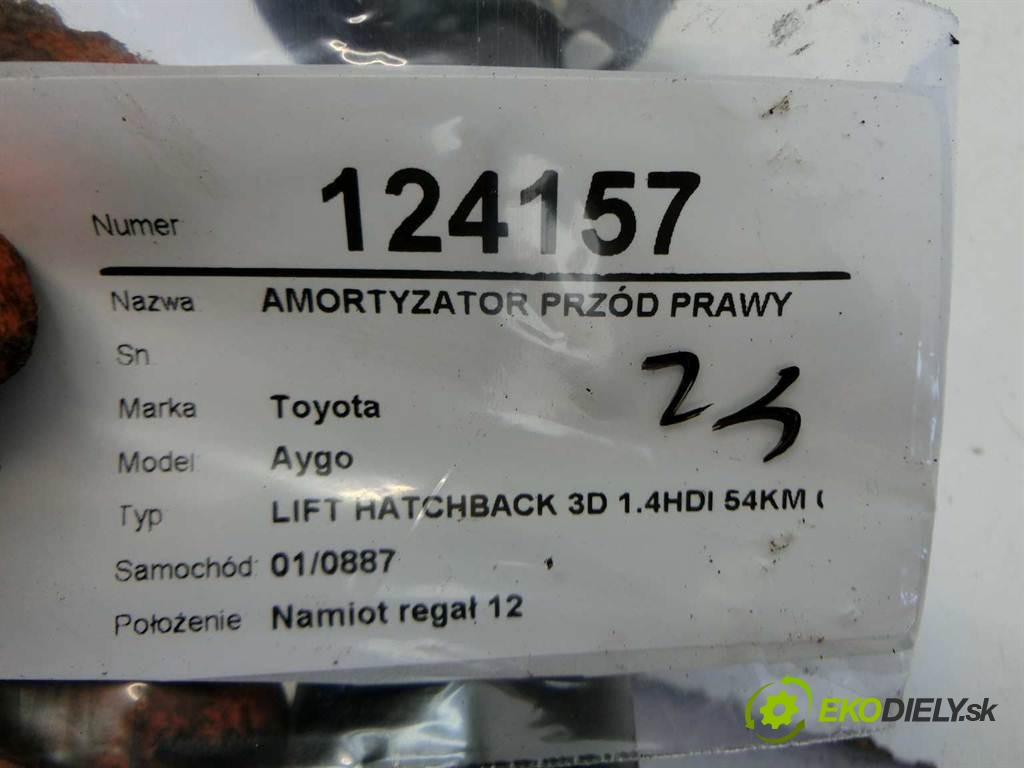 Numer 124157
Nazwa AMORTYZATOR PRZÓD PRAWY
Sn
Marka Toyota
Model Aygo
Typ LIFT HATCHBACK 3D 1.4HDI 54KM (
Samochód 01/0887
Położenie Namiot regał 12
EKODIELY.sk